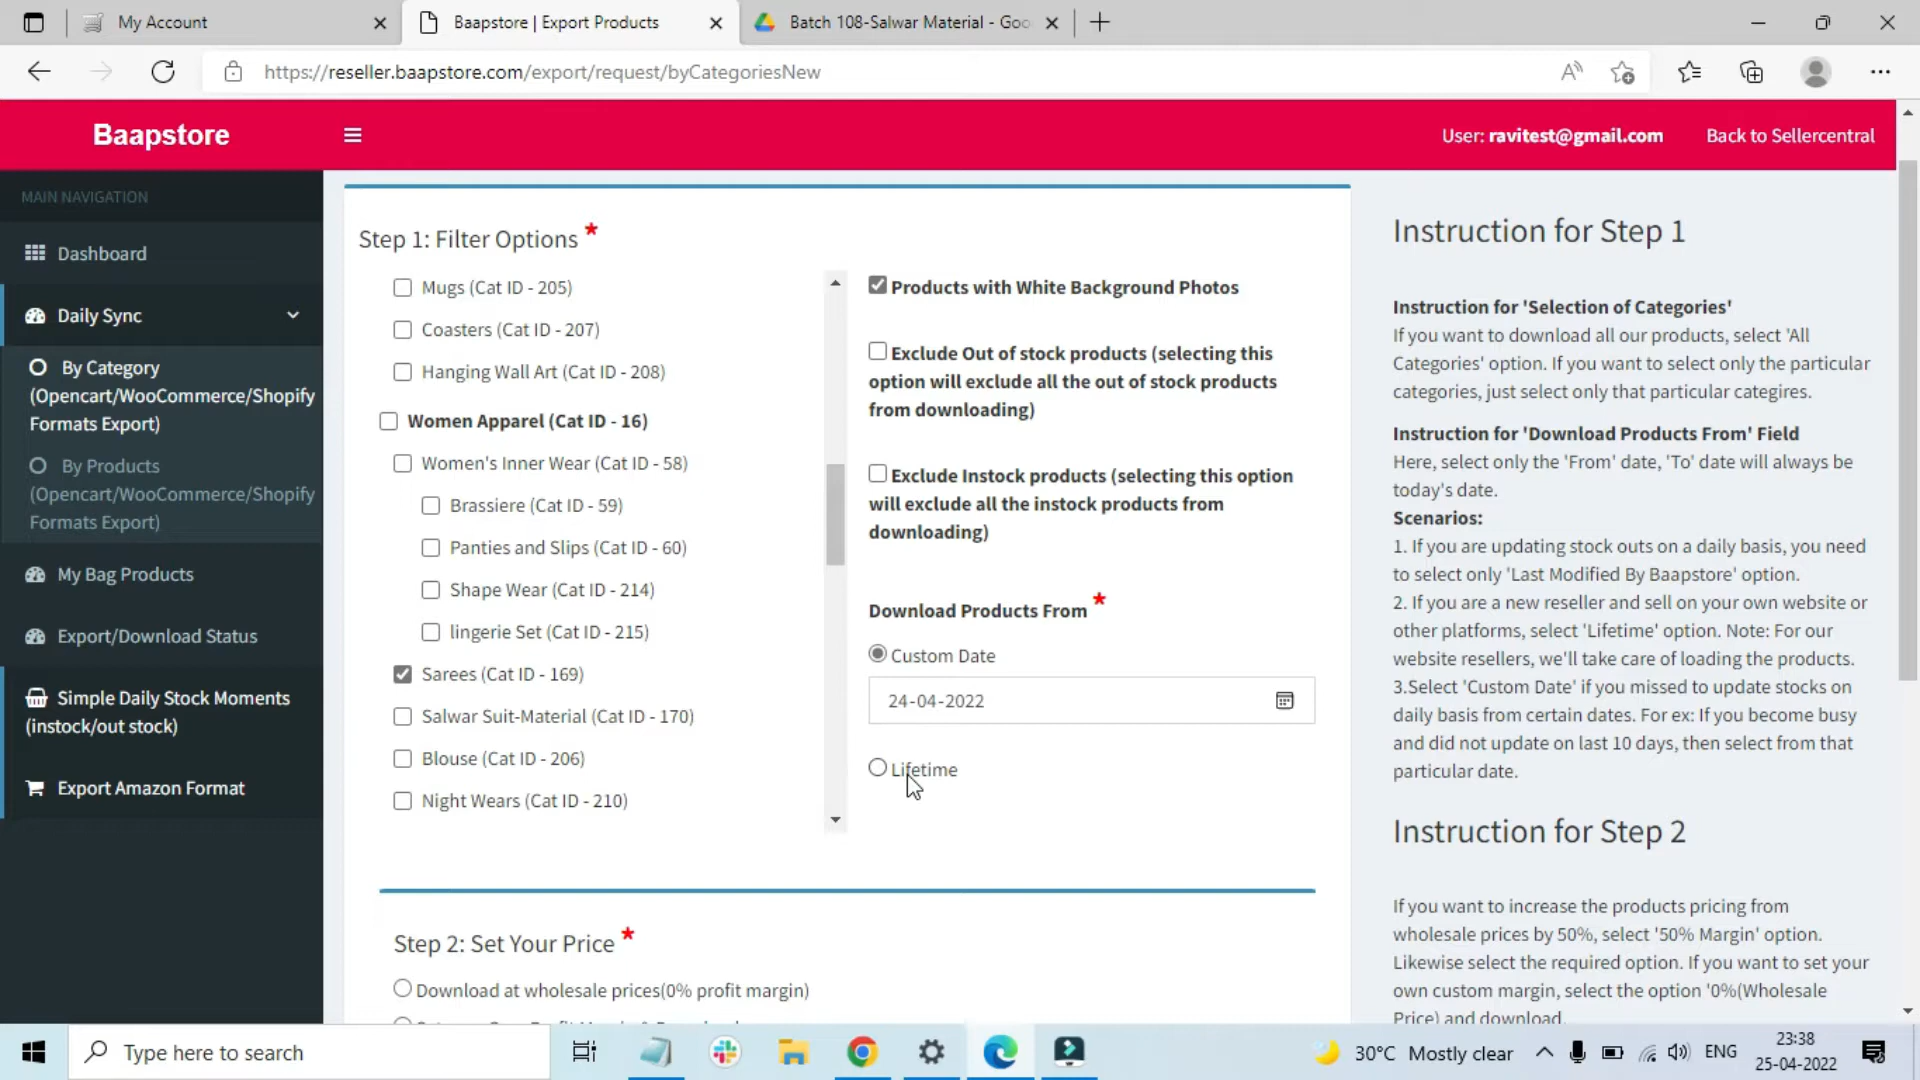 My Account
Baapstore | Export Products
Batch 108-Salwar Material - Goo
https://reseller.baapstore.com/export/request/byCategoriesNew
Baapstore
User: ravitest@gmail.com
Back to Sellercentral
MAIN NAVIGATION
Dashboard
Daily Sync
By Category
(Opencart/WooCommerce/Shopify
Formats Export)
By Products
(Opencart/WooCommerce/Shopify
Formats Export)
My Bag Products
Export/Download Status
Simple Daily Stock Moments
(instock/out stock)
Export Amazon Format
Step 1: Filter Options *
Mugs (Cat ID - 205)
Coasters (Cat ID - 207)
Hanging Wall Art (Cat ID - 208)
Women Apparel (Cat ID - 16)
Women's Inner Wear (Cat ID - 58)
Brassiere (Cat ID - 59)
Panties and Slips (Cat ID - 60)
Shape Wear (Cat ID - 214)
lingerie Set (Cat ID - 215)
Sarees (Cat ID - 169)
Salwar Suit-Material (Cat ID - 170)
Blouse (Cat ID - 206)
Night Wears (Cat ID - 210)
Products with White Background Photos
Exclude Out of stock products (selecting this
option will exclude all the out of stock products
from downloading)
Exclude Instock products (selecting this option
will exclude all the instock products from
downloading)
Download Products From *
Custom Date
24-04-2022
Lifetime
Step 2: Set Your Price *
Download at wholesale prices(0% profit margin)
Instruction for Step 1
Instruction for 'Selection of Categories'
If you want to download all our products, select 'All
Categories' option. If you want to select only the particular
categories, just select only that particular categires.
Instruction for 'Download Products From' Field
Here, select only the 'From' date, 'To' date will always be
today's date.
Scenarios:
1. If you are updating stock outs on a daily basis, you need
to select only 'Last Modified By Baapstore' option.
2. If you are a new reseller and sell on your own website or
other platforms, select 'Lifetime' option. Note: For our
website resellers, we'll take care of loading the products.
3.Select 'Custom Date' if you missed to update stocks on
daily basis from certain dates. For ex: If you become busy
and did not update on last 10 days, then select from that
particular date.
Instruction for Step 2
If you want to increase the products pricing from
wholesale prices by 50%, select '50% Margin' option.
Likewise select the required option. If you want to set your
own custom margin, select the option '0%(Wholesale
Price) and download.
Type here to search
30°C Mostly clear
ENG
23:38
25-04-2022